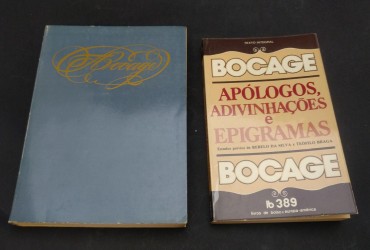 Bocage
BOCAGE
APÓLOGOS,
ADIVINHAÇÕES
e
EPIGRAMAS
BOCAGE
lb 389